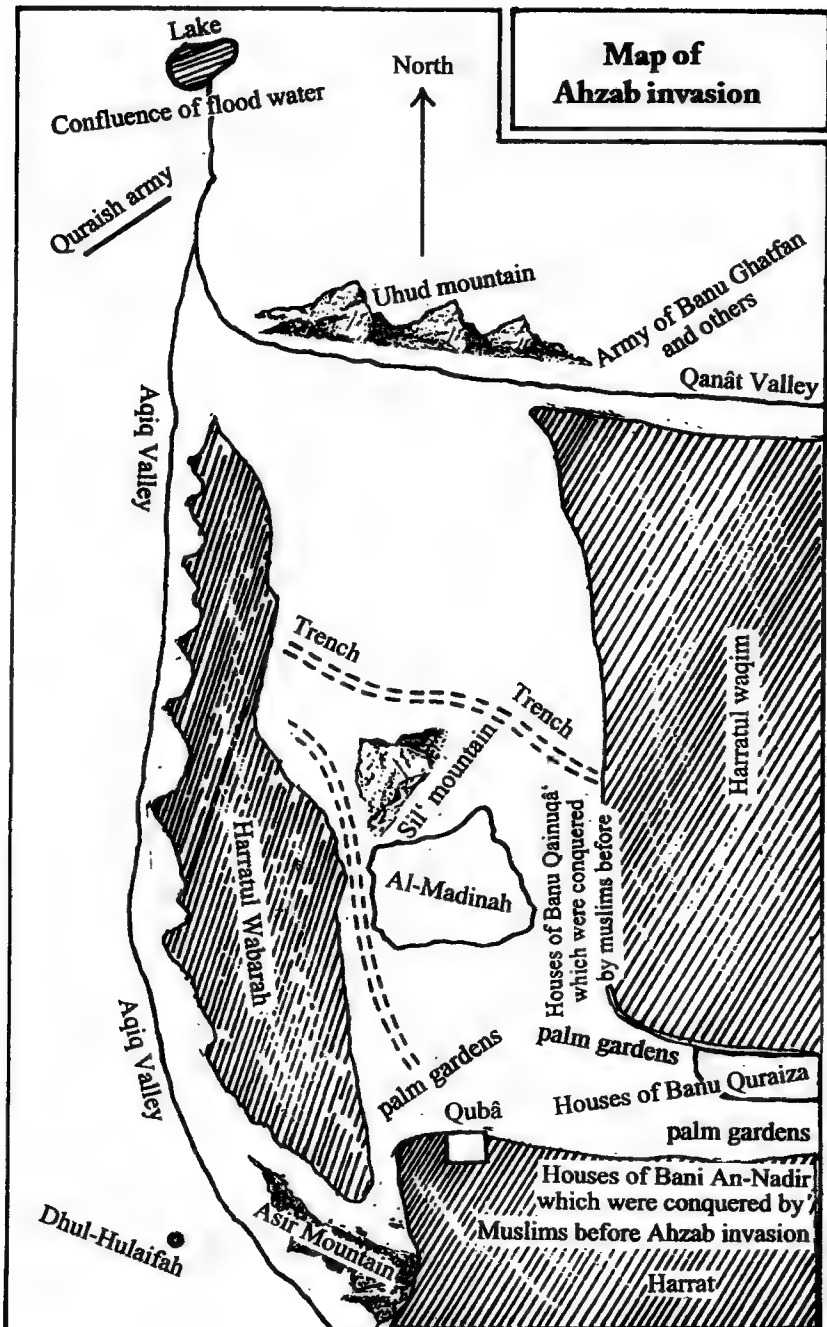 Lake
Map of
Ahzab invasion
North
Confluence of flood water
Quraish army
Uhud mountain
Army of Banu Ghatfan
and others
Qanât Valley
Aqiq Valley
Trench
Trench
Harratul waqim
Sil‘ mountain
Houses of Banu Qainuqâ‘
which were conquered
by muslims before
Al-Madinah
Harratul Wabarah
Aqiq Valley
palm gardens
palm gardens
Houses of Banu Quraiza
Qubâ
palm gardens
Houses of Bani An-Nadir
which were conquered by
Muslims before Ahzab invasion
Asir Mountain
Dhul-Hulaifah
Harrat